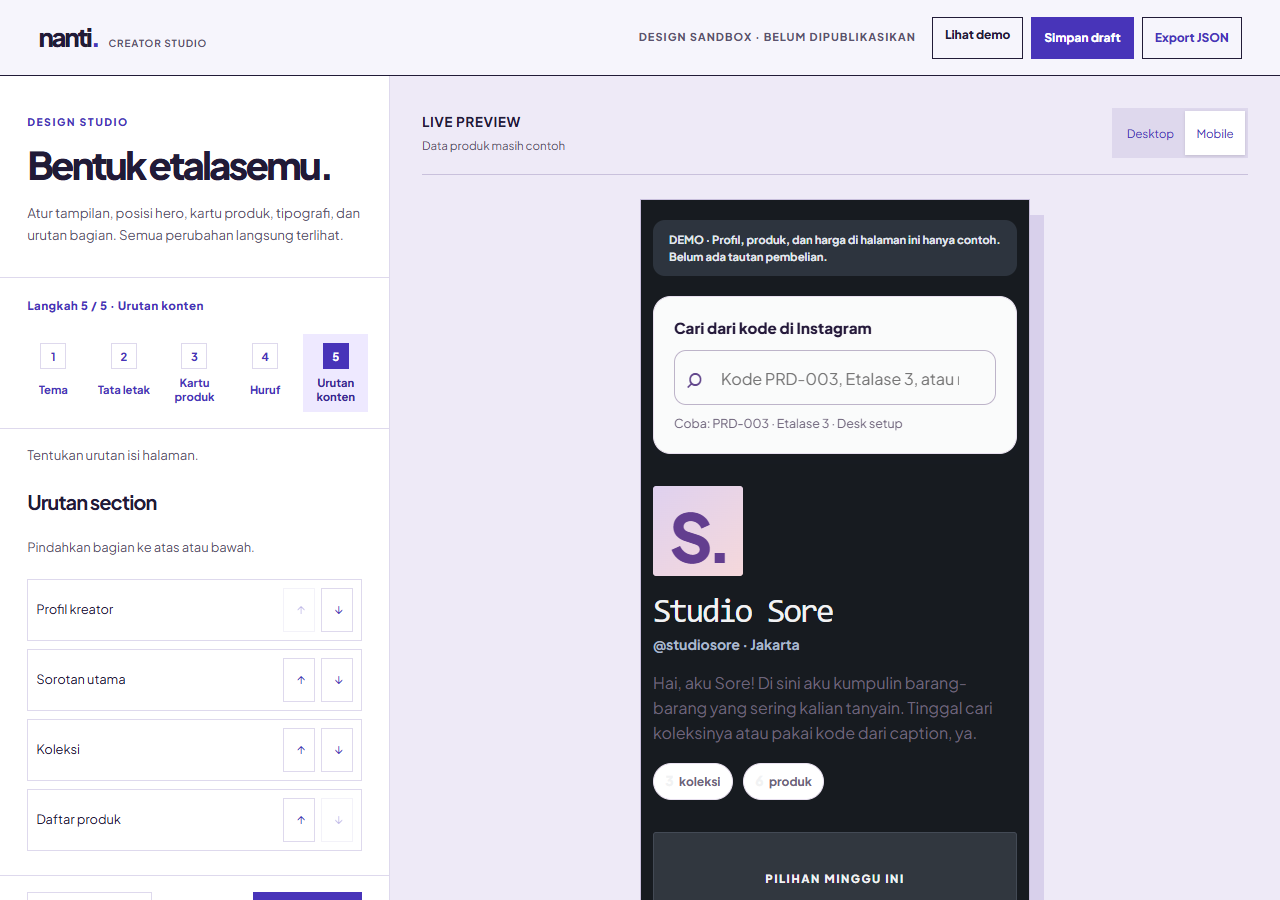 nanti. CREATOR STUDIO
DESIGN SANDBOX · BELUM DIPUBLIKASIKAN
Lihat demo
Simpan draft
Export JSON
DESIGN STUDIO
Bentuk etalasemu.
Atur tampilan, posisi hero, kartu produk, tipografi, dan
urutan bagian. Semua perubahan langsung terlihat.
Langkah 5 / 5 · Urutan konten
1
Tema
2
Tata letak
3
Kartu
produk
4
Huruf
5
Urutan
konten
Tentukan urutan isi halaman.
Urutan section
Pindahkan bagian ke atas atau bawah.
Profil kreator
↑ ↓
Sorotan utama
↑ ↓
Koleksi
↑ ↓
Daftar produk
↑ ↓
LIVE PREVIEW
Data produk masih contoh
Desktop
Mobile
DEMO · Profil, produk, dan harga di halaman ini hanya contoh.
Belum ada tautan pembelian.
Cari dari kode di Instagram
Kode PRD-003, Etalase 3, atau
Coba: PRD-003 · Etalase 3 · Desk setup
S.
Studio Sore
@studiosore · Jakarta
Hai, aku Sore! Di sini aku kumpulin barang-
barang yang sering kalian tanyain. Tinggal cari
koleksinya atau pakai kode dari caption, ya.
3 koleksi
6 produk
PILIHAN MINGGU INI